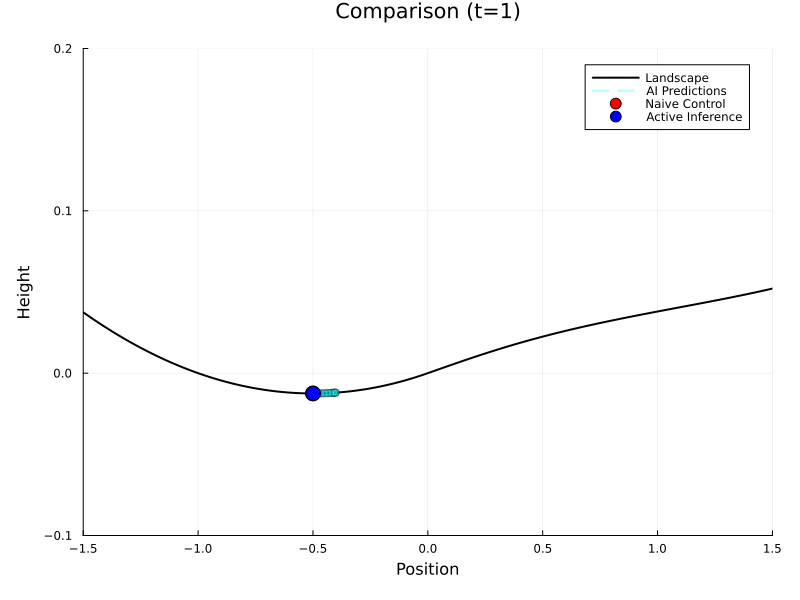 Comparison (t=1)
0.2
Landscape
AI Predictions
Naive Control
Active Inference
0.1
Height
0.0
−0.1
−1.5 −1.0 −0.5 0.0 0.5 1.0 1.5
Position